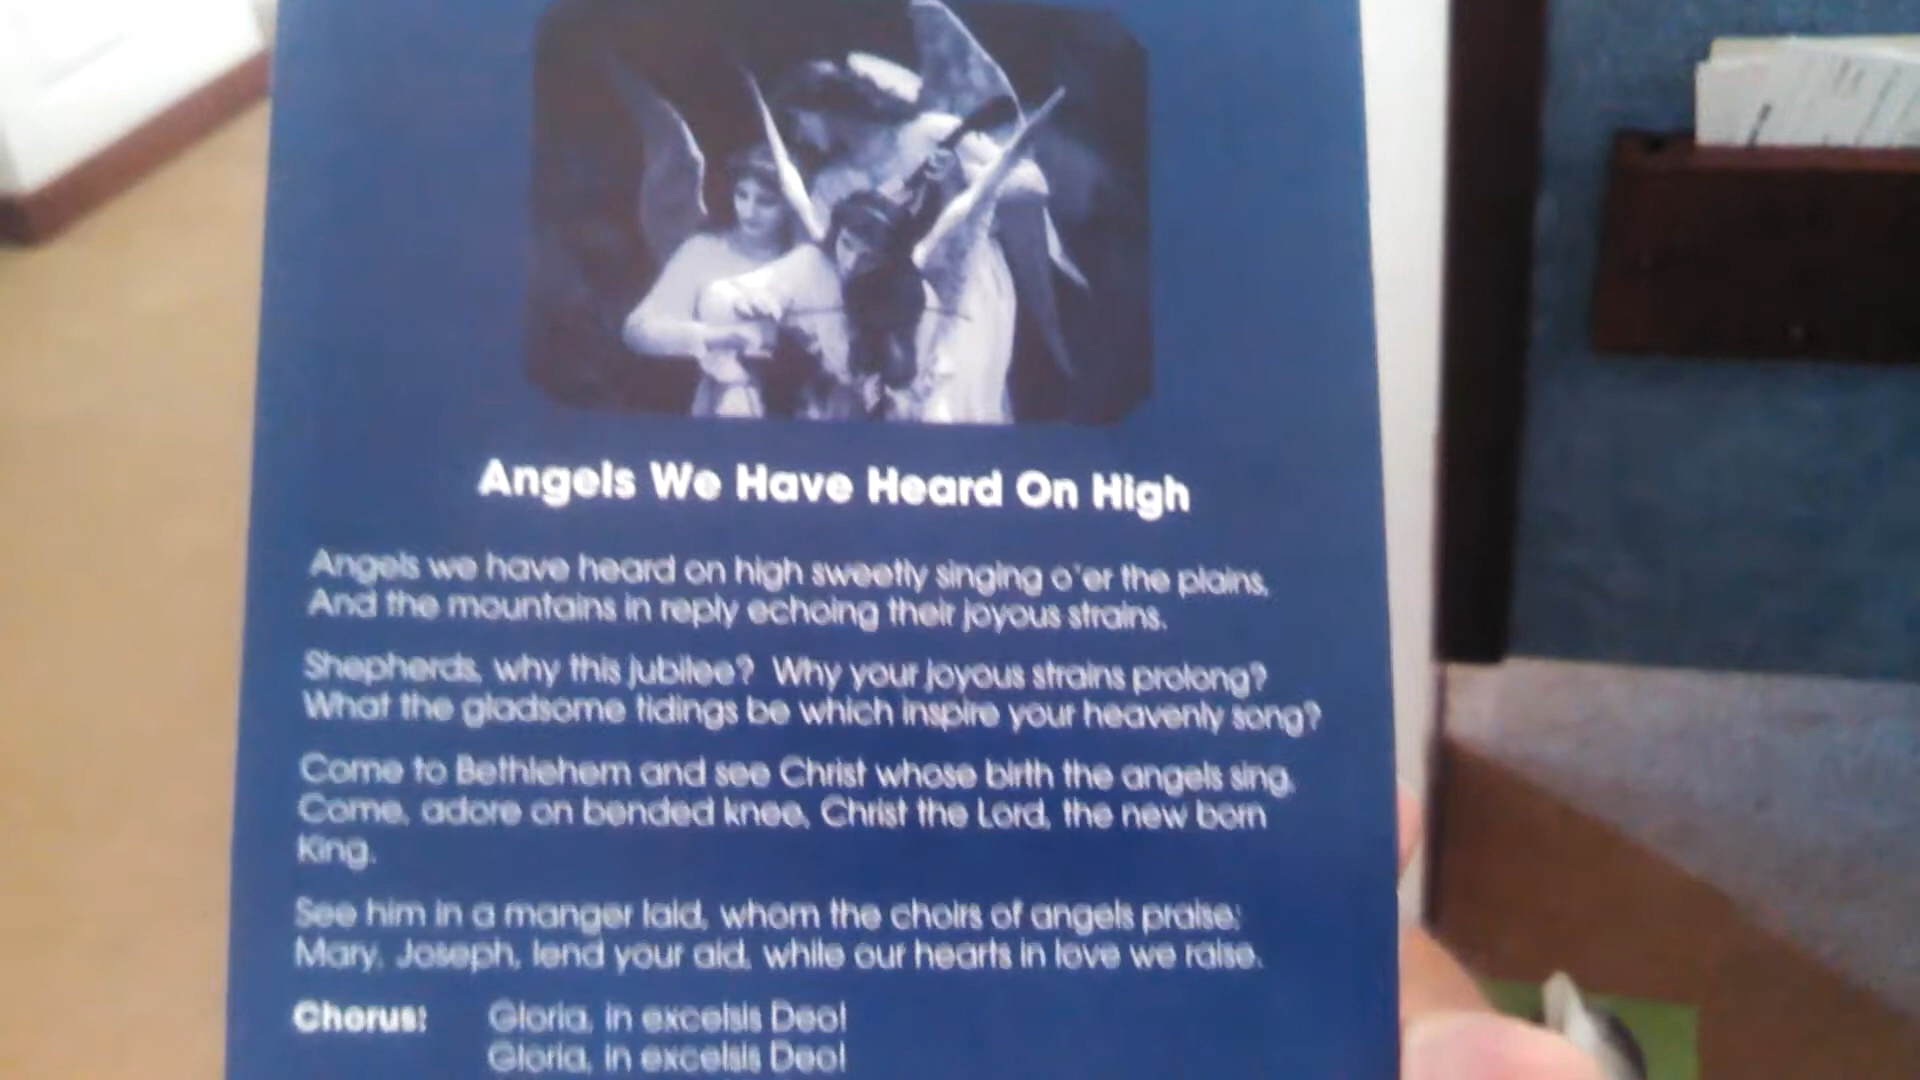 Angels We Have Heard On High
Angels we have heard on high sweetly singing o'er the plains,
And the mountains in reply echoing their joyous strains.
Shepherds, why this jubilee? Why your joyous strains prolong?
What the gladsome tidings be which inspire your heavenly song?
Come to Bethlehem and see Christ whose birth the angels sing,
Come, adore on bended knee, Christ the Lord, the new born
King.
See him in a manger laid, whom the choirs of angels praise;
Mary, Joseph, lend your aid, while our hearts in love we raise.
Chorus: Gloria, in excelsis Deo!
Gloria, in excelsis Deo!